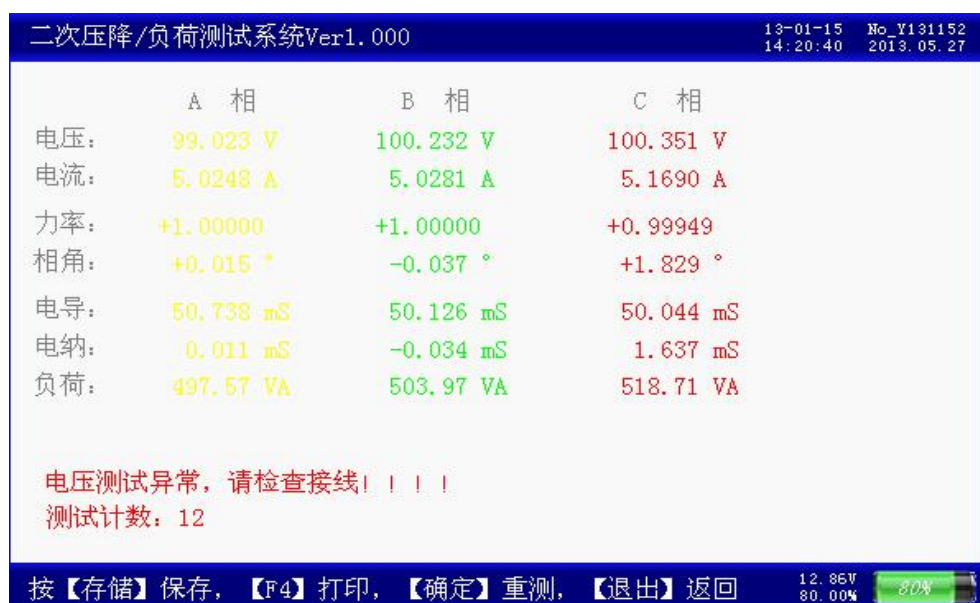 二次压降/负荷测试系统Ver1.000 13-01-15 No_Y131152
14:20:40 2013.05.27
A 相 B 相 C 相
电压: 99.023 V 100.232 V 100.351 V
电流: 5.0248 A 5.0281 A 5.1690 A
力率: +1.00000 +1.00000 +0.99949
相角: +0.015 ° -0.037 ° +1.829 °
电导: 50.738 mS 50.126 mS 50.044 mS
电纳: 0.011 mS -0.034 mS 1.637 mS
负荷: 497.57 VA 503.97 VA 518.71 VA
电压测试异常，请检查接线！！！！
测试计数: 12
按【存储】保存，【F4】打印，【确定】重测，【退出】返回 12.86V 80%
80.00%